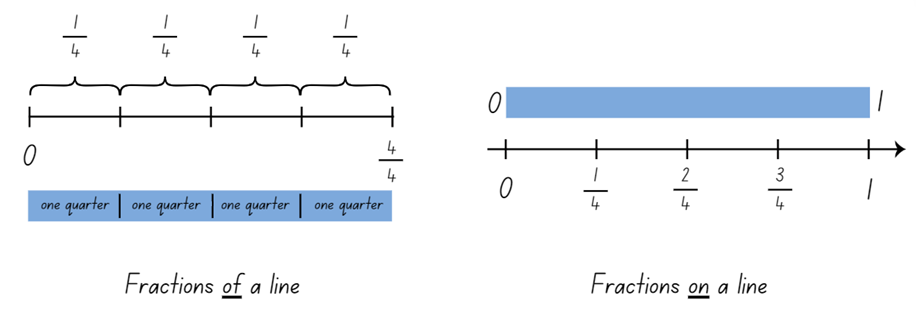 1/4 1/4 1/4 1/4
0 4/4
one quarter one quarter one quarter one quarter
Fractions of a line
0 1
0 1/4 2/4 3/4 1
Fractions on a line